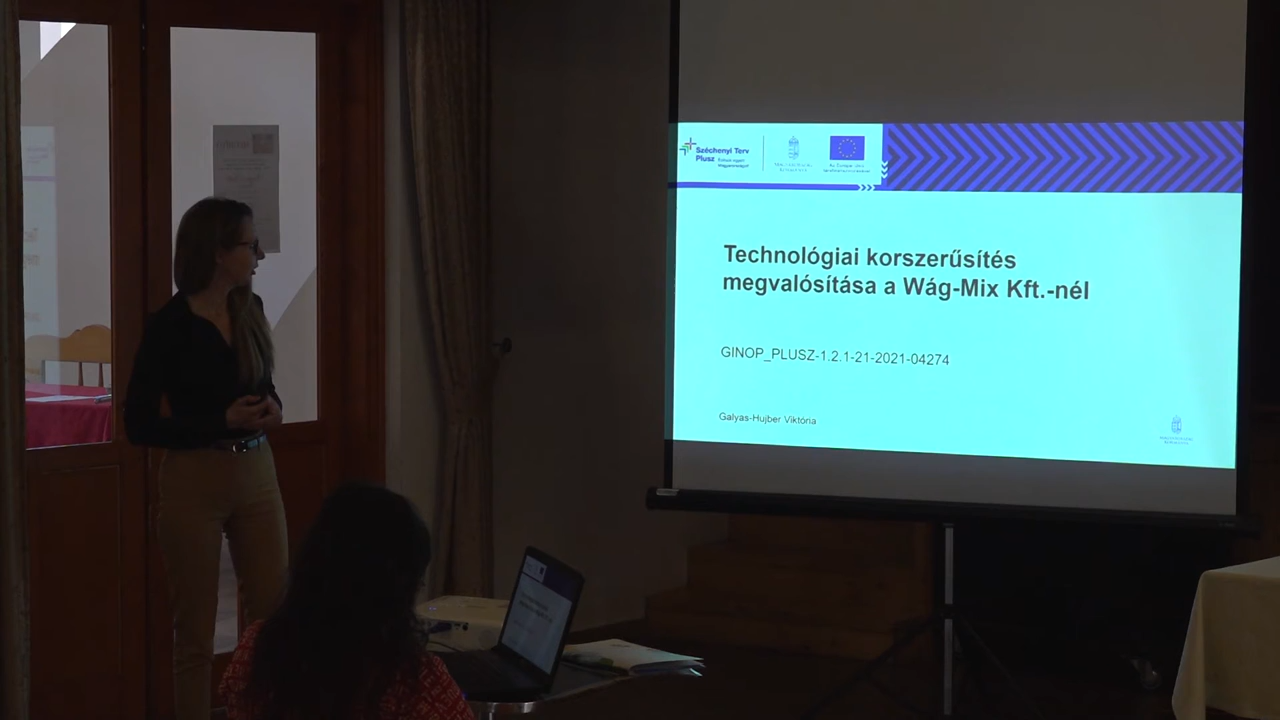 Széchenyi Terv
Plusz
Technológiai korszerűsítés
megvalósítása a Wág-Mix Kft.-nél
GINOP_PLUSZ-1.2.1-21-2021-04274
Galyas-Hujber Viktória